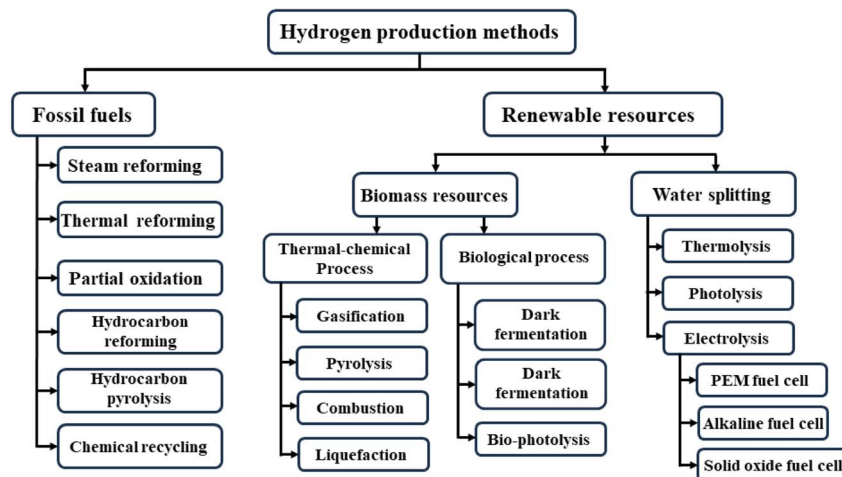 Hydrogen production methods
Fossil fuels
Steam reforming
Thermal reforming
Partial oxidation
Hydrocarbon
reforming
Hydrocarbon
pyrolysis
Chemical recycling
Renewable resources
Biomass resources
Thermal-chemical
Process
Gasification
Pyrolysis
Combustion
Liquefaction
Biological process
Dark
fermentation
Dark
fermentation
Bio-photolysis
Water splitting
Thermolysis
Photolysis
Electrolysis
PEM fuel cell
Alkaline fuel cell
Solid oxide fuel cell